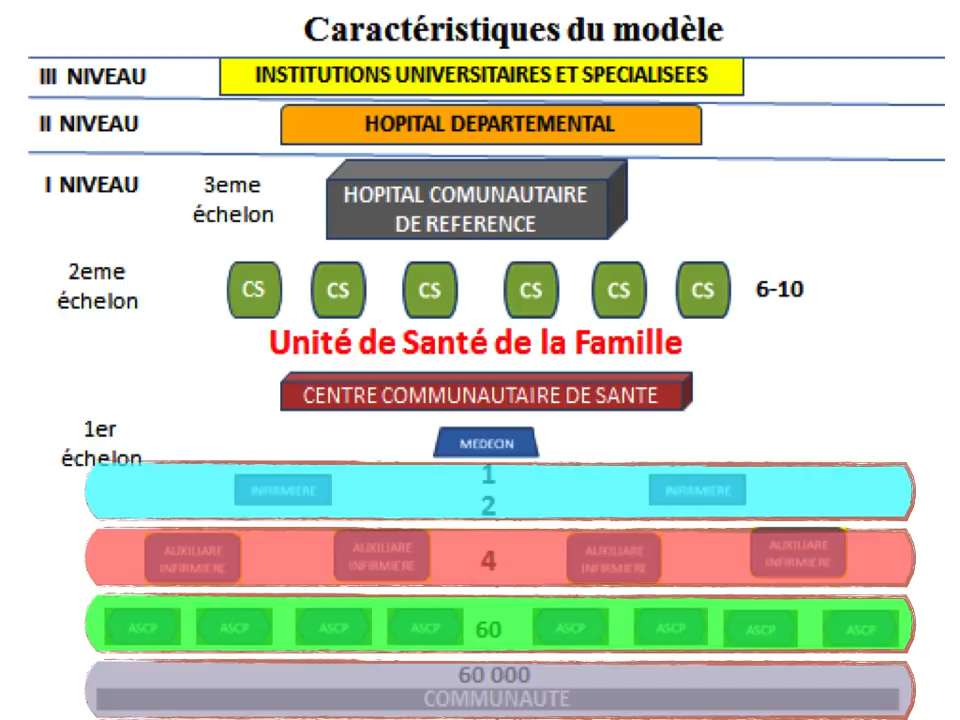 Caractéristiques du modèle
III NIVEAU
INSTITUTIONS UNIVERSITAIRES ET SPECIALISEES
II NIVEAU
HOPITAL DEPARTEMENTAL
I NIVEAU
3eme
échelon
HOPITAL COMUNAUTAIRE
DE REFERENCE
2eme
échelon
CS
CS
CS
CS
CS
CS
6-10
Unité de Santé de la Famille
CENTRE COMMUNAUTAIRE DE SANTE
1er
échelon
MEDECIN
1
INFIRMIERE
INFIRMIERE
2
AUXILIARE
INFIRMIERE
AUXILIARE
INFIRMIERE
4
AUXILIARE
INFIRMIERE
AUXILIARE
INFIRMIERE
ASCP
ASCP
ASCP
ASCP
60
ASCP
ASCP
ASCP
ASCP
60 000
COMMUNAUTE